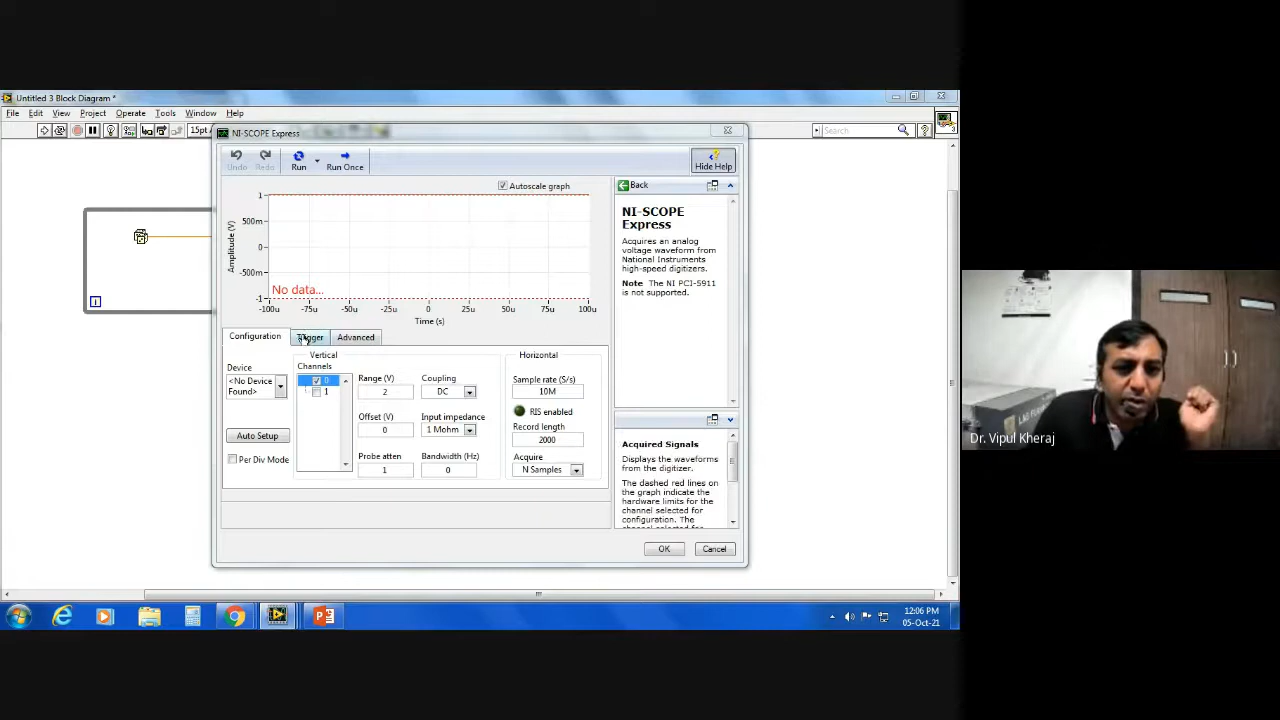 Untitled 3 Block Diagram *
File Edit View Project Operate Tools Window Help
15pt A
Search
3
NI-SCOPE Express
Undo Redo Run Run Once Hide Help
Autoscale graph
Amplitude (V)
1
500m
0
-500m
-1
No data...
-100u -75u -50u -25u 0 25u 50u 75u 100u
Time (s)
Configuration Trigger Advanced
Device
<No Device
Found>
Auto Setup
Per Div Mode
Vertical
Channels
0
1
Range (V)
2
Coupling
DC
Offset (V)
0
Input impedance
1 Mohm
Probe atten
1
Bandwidth (Hz)
0
Horizontal
Sample rate (S/s)
10M
RIS enabled
Record length
2000
Acquire
N Samples
Back
NI-SCOPE
Express
Acquires an analog
voltage waveform from
National Instruments
high-speed digitizers.
Note The NI PCI-5911
is not supported.
Acquired Signals
Displays the waveforms
from the digitizer.
The dashed red lines
on the graph indicate the
hardware limits for the
channel selected for
configuration. The
OK Cancel
i
12:06 PM
05-Oct-21
Dr. Vipul Kheraj